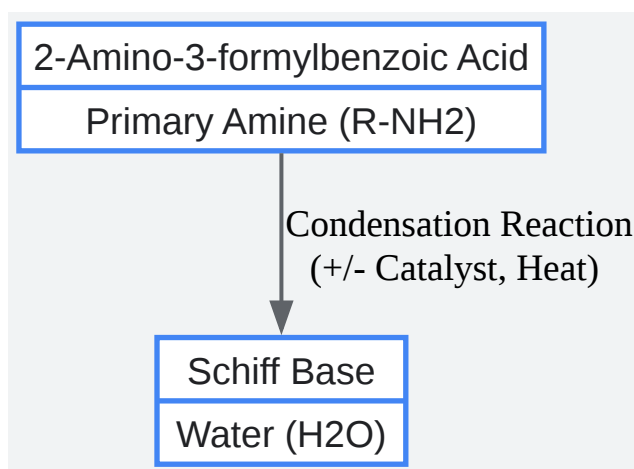 2-Amino-3-formylbenzoic Acid
Primary Amine (R-NH2)
Condensation Reaction
(+/- Catalyst, Heat)
Schiff Base
Water (H2O)